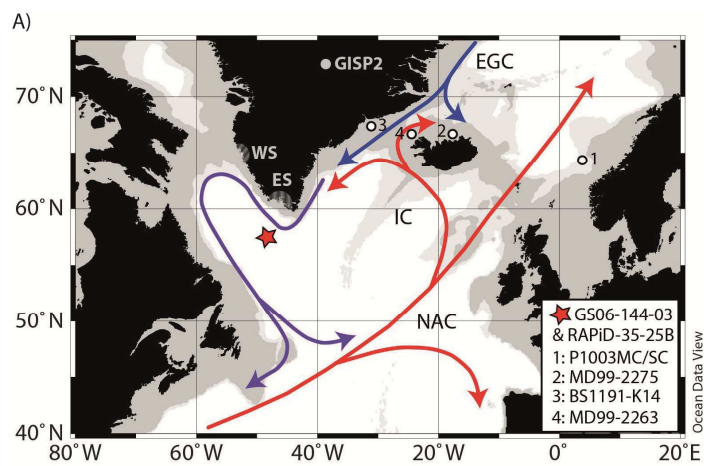 A)
GISP2
EGC
70°N
3
4
2
1
WS
ES
60°N
IC
50°N
NAC
GS06-144-03
& RAPiD-35-25B
1: P1003MC/SC
2: MD99-2275
3: BS1191-K14
4: MD99-2263
Ocean Data View
40°N
80°W
60°W
40°W
20°W
0°
20°E